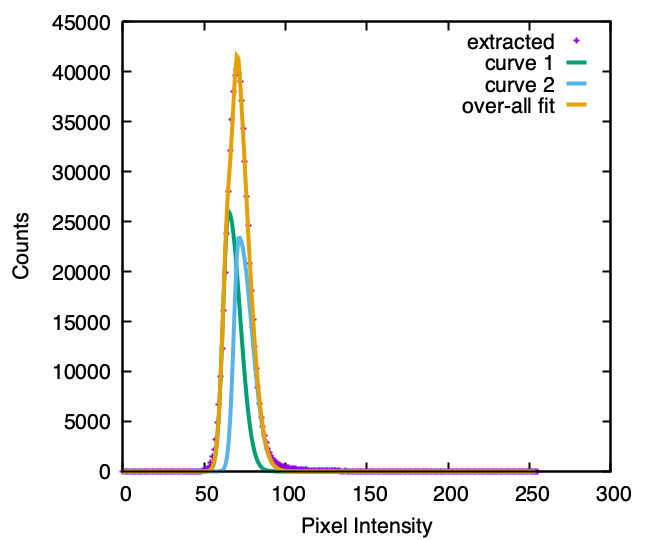 45000
40000
35000
30000
25000
20000
15000
10000
5000
0
Counts
extracted
curve 1
curve 2
over-all fit
0 50 100 150 200 250 300
Pixel Intensity